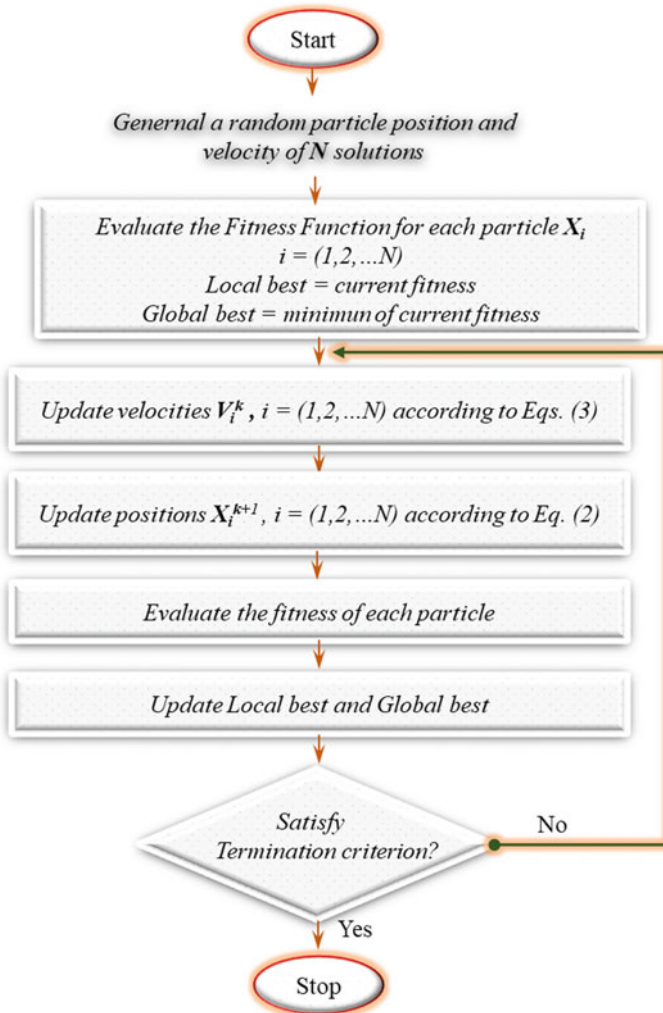 Start
Genernal a random particle position and
velocity of N solutions
Evaluate the Fitness Function for each particle X_i
i = (1,2,...N)
Local best = current fitness
Global best = minimun of current fitness
Update velocities V_i^k , i = (1,2,...N) according to Eqs. (3)
Update positions X_i^{k+1}, i = (1,2,...N) according to Eq. (2)
Evaluate the fitness of each particle
Update Local best and Global best
Satisfy
Termination criterion?
No
Yes
Stop